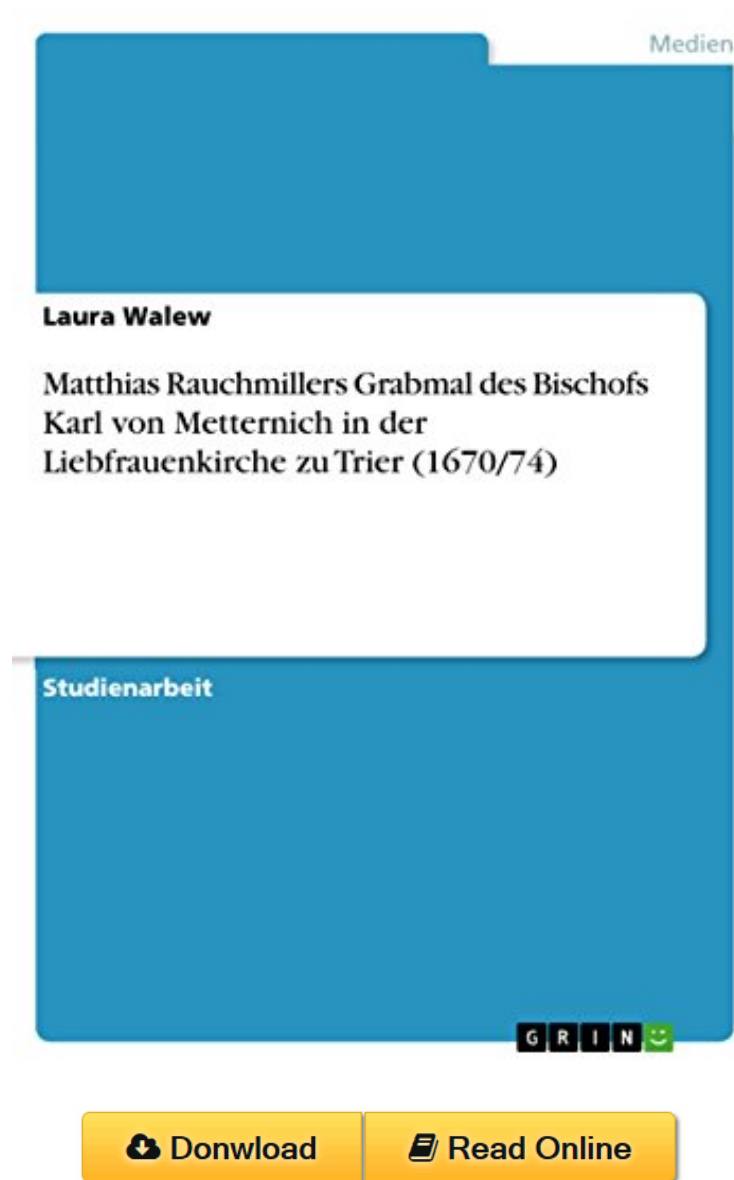 Medien
Laura Walew
Matthias Rauchmillers Grabmal des Bischofs
Karl von Metternich in der
Liebfrauenkirche zu Trier (1670/74)
Studienarbeit
GRIN
Donwload Read Online